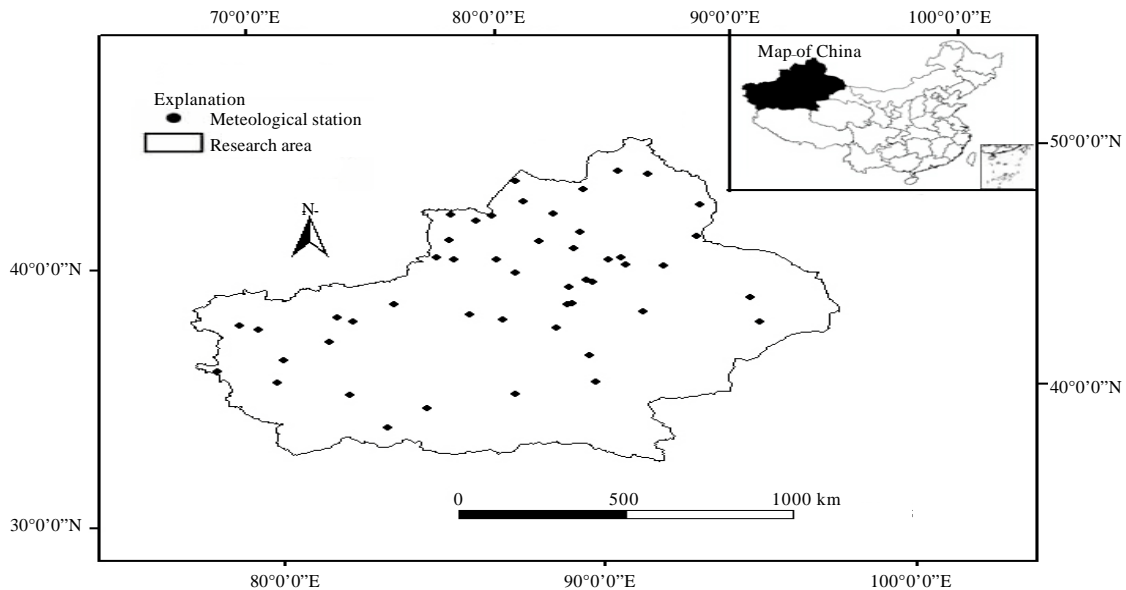 70°0’0”E 80°0’0”E 90°0’0”E 100°0’0”E
Map of China
Explanation
Meteological station
Research area
50°0’0”N
N
40°0’0”N
40°0’0”N
0 500 1000 km
30°0’0”N
80°0’0”E 90°0’0”E 100°0’0”E